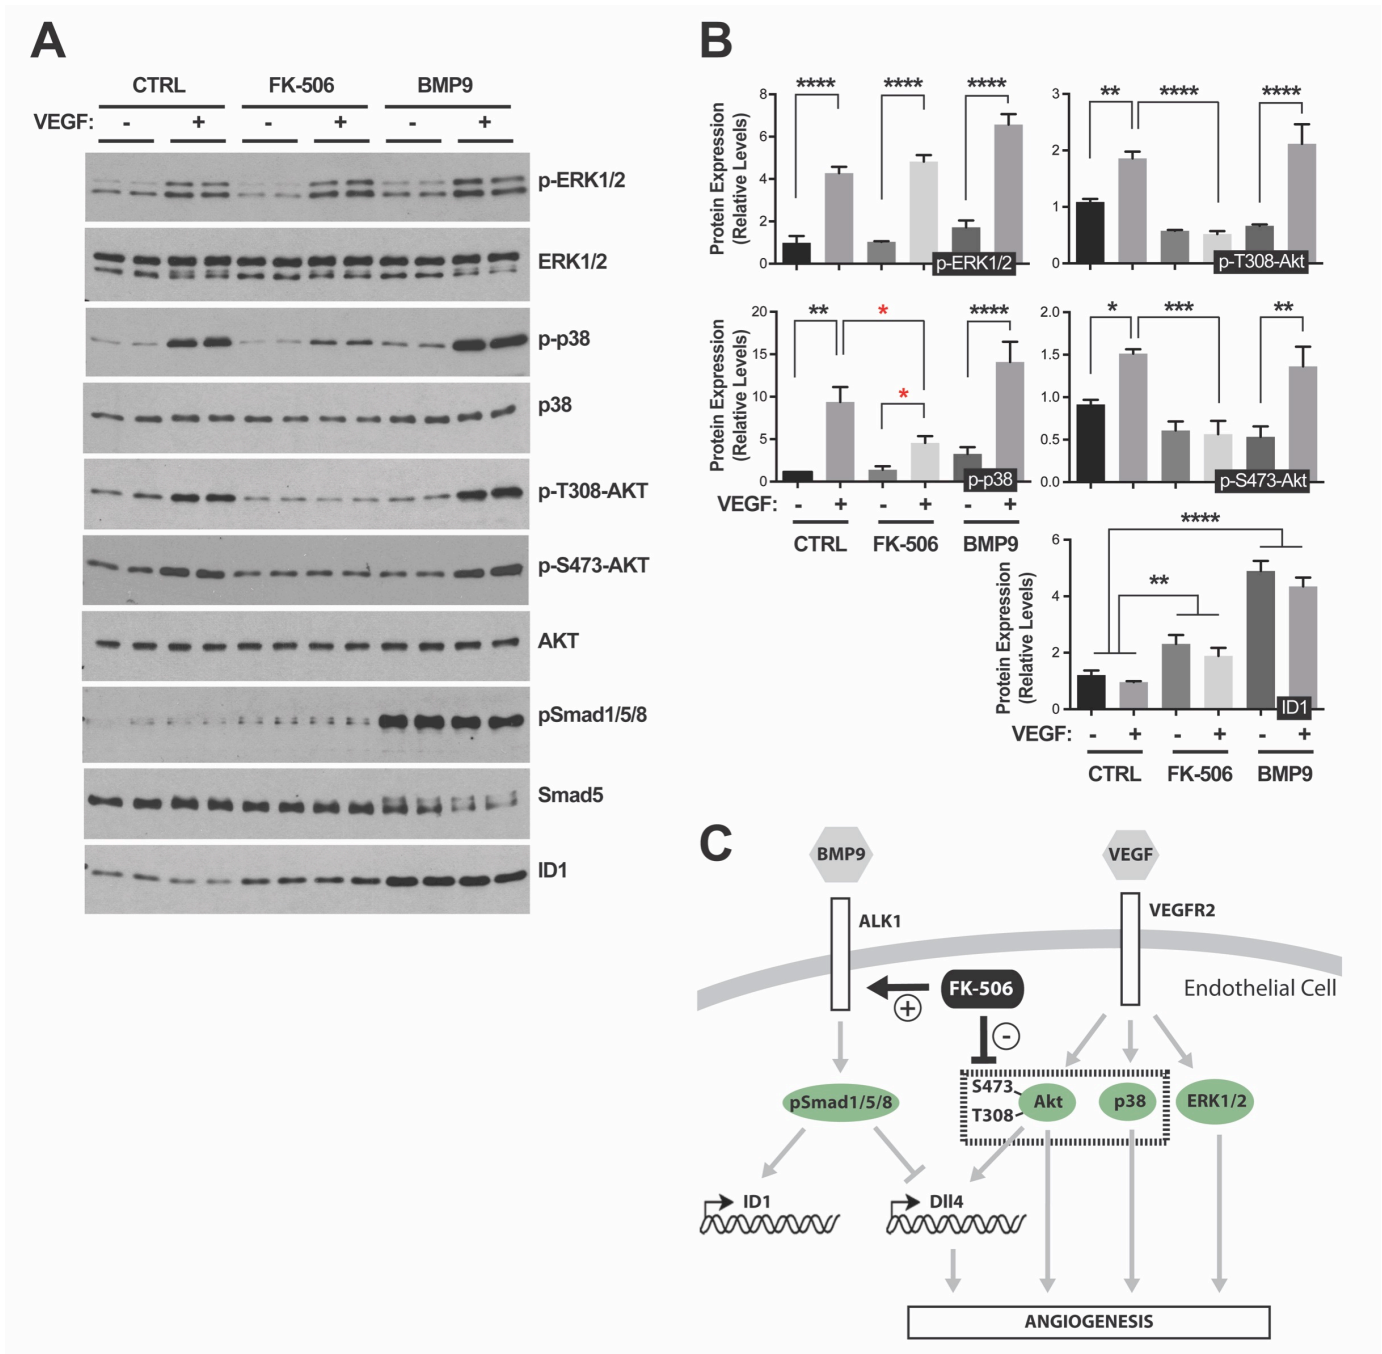 A
CTRL FK-506 BMP9
VEGF: - + - + - +
p-ERK1/2
ERK1/2
p-p38
p38
p-T308-AKT
p-S473-AKT
AKT
pSmad1/5/8
Smad5
ID1
B
Protein Expression
(Relative Levels)
8
6
4
2
0
**** **** ****
p-ERK1/2
3
2
1
0
** **** ****
p-T308-Akt
Protein Expression
(Relative Levels)
20
15
10
5
0
** * ****
*
p-p38
VEGF: - + - + - +
CTRL FK-506 BMP9
2.0
1.5
1.0
0.5
0.0
* *** **
p-S473-Akt
Protein Expression
(Relative Levels)
6
4
2
0
****
**
ID1
VEGF: - + - + - +
CTRL FK-506 BMP9
C
BMP9
VEGF
ALK1
VEGFR2
FK-506
Endothelial Cell
+
-
S473
T308
Akt
p38
ERK1/2
pSmad1/5/8
ID1
Dll4
ANGIOGENESIS